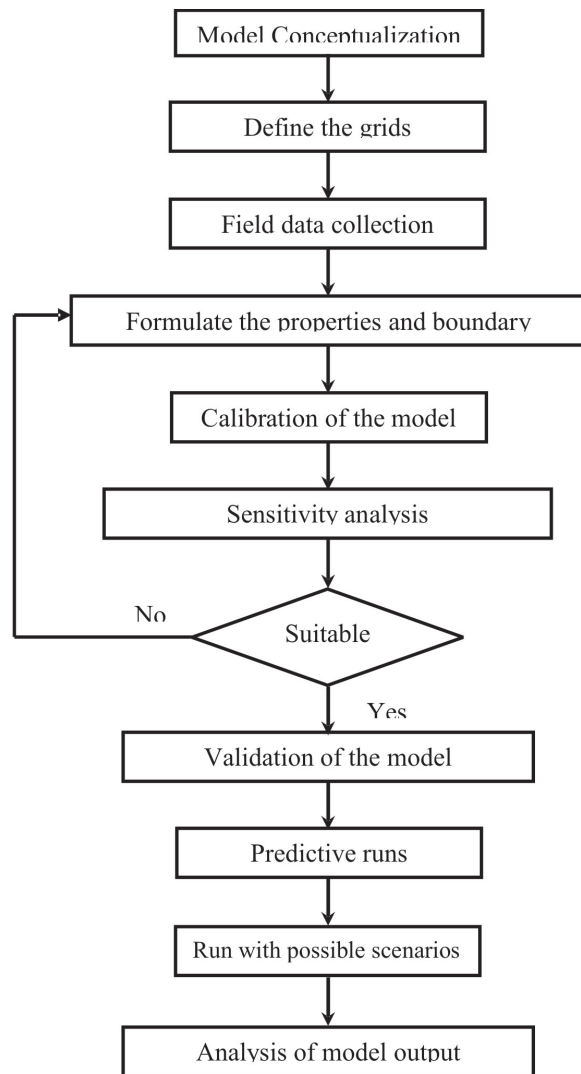 Model Conceptualization
Define the grids
Field data collection
Formulate the properties and boundary
Calibration of the model
Sensitivity analysis
No
Suitable
Yes
Validation of the model
Predictive runs
Run with possible scenarios
Analysis of model output